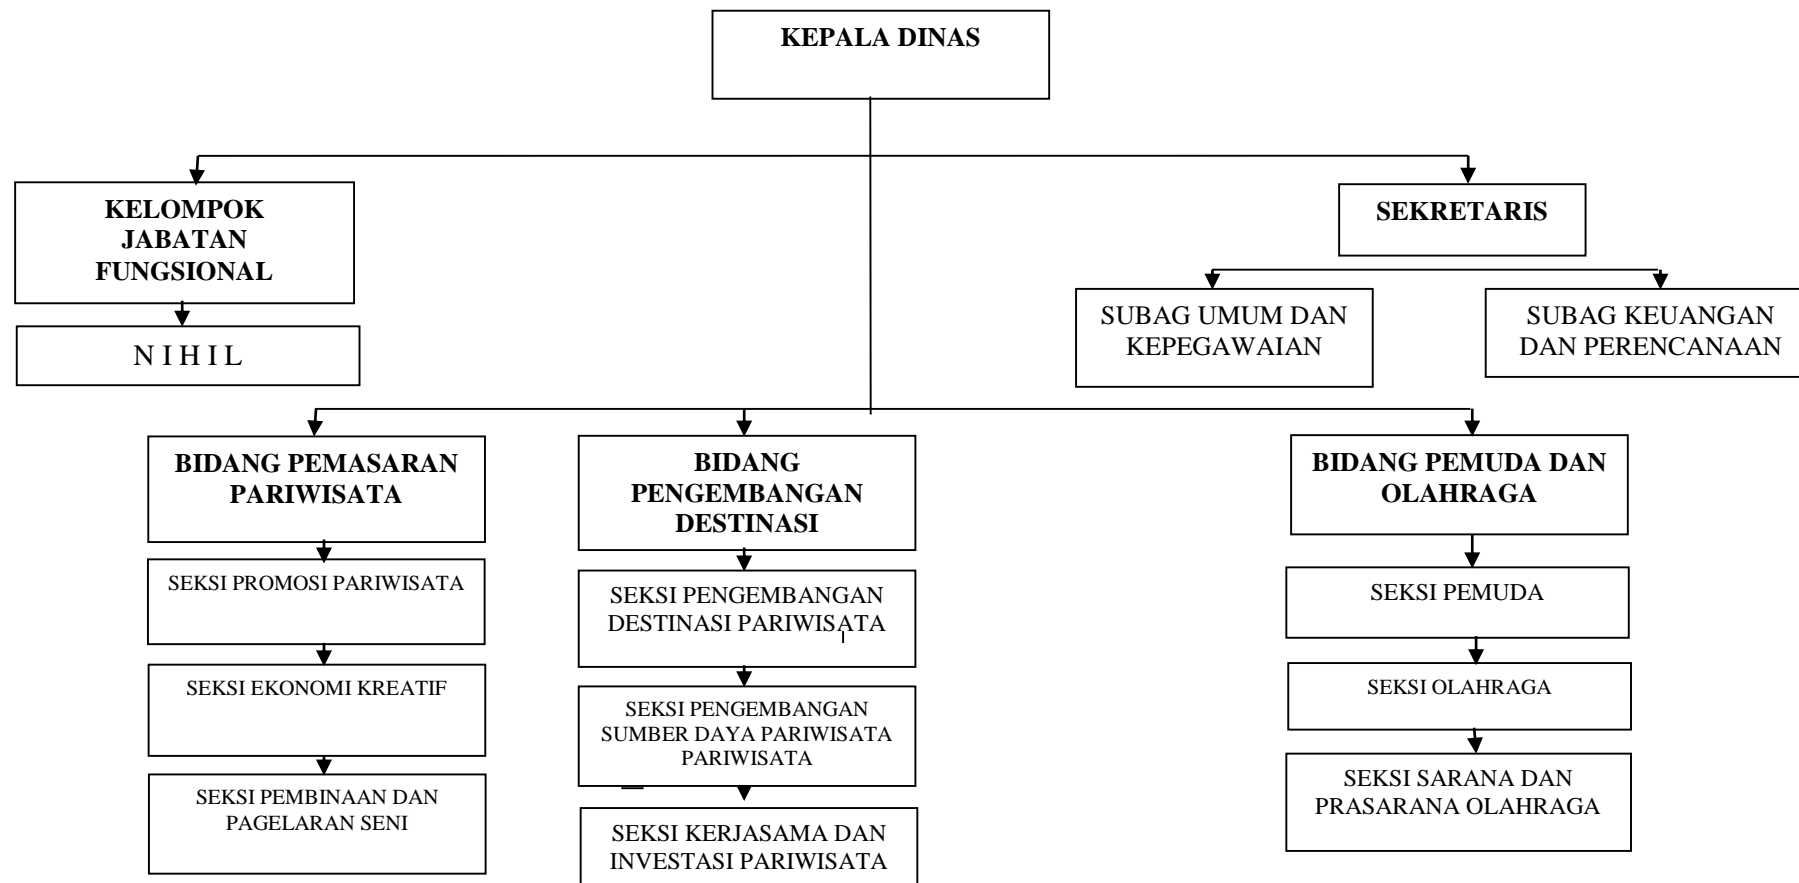 KEPALA DINAS
KELOMPOK
JABATAN
FUNGSIONAL
SEKRETARIS
N I H I L
SUBAG UMUM DAN
KEPEGAWAIAN
SUBAG KEUANGAN
DAN PERENCANAAN
BIDANG PEMASARAN
PARIWISATA
SEKSI PROMOSI PARIWISATA
SEKSI EKONOMI KREATIF
SEKSI PEMBINAAN DAN
PAGELARAN SENI
BIDANG
PENGEMBANGAN
DESTINASI
SEKSI PENGEMBANGAN
DESTINASI PARIWISATA
SEKSI PENGEMBANGAN
SUMBER DAYA PARIWISATA
PARIWISATA
SEKSI KERJASAMA DAN
INVESTASI PARIWISATA
BIDANG PEMUDA DAN
OLAHRAGA
SEKSI PEMUDA
SEKSI OLAHRAGA
SEKSI SARANA DAN
PRASARANA OLAHRAGA